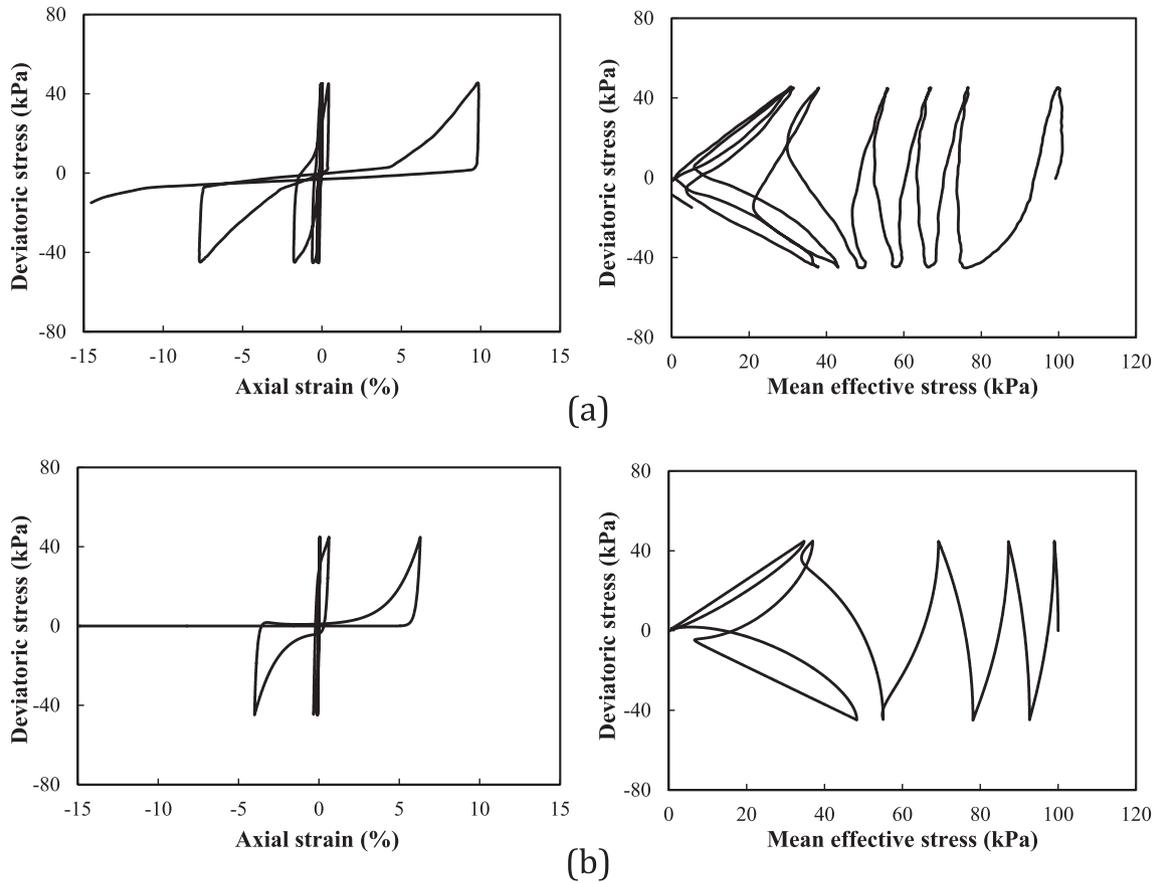 80
40
0
-40
-80
Deviatoric stress (kPa)
-15 -10 -5 0 5 10 15
Axial strain (%)
80
40
0
-40
-80
Deviatoric stress (kPa)
0 20 40 60 80 100 120
Mean effective stress (kPa)
(a)
80
40
0
-40
-80
Deviatoric stress (kPa)
-15 -10 -5 0 5 10 15
Axial strain (%)
80
40
0
-40
-80
Deviatoric stress (kPa)
0 20 40 60 80 100 120
Mean effective stress (kPa)
(b)